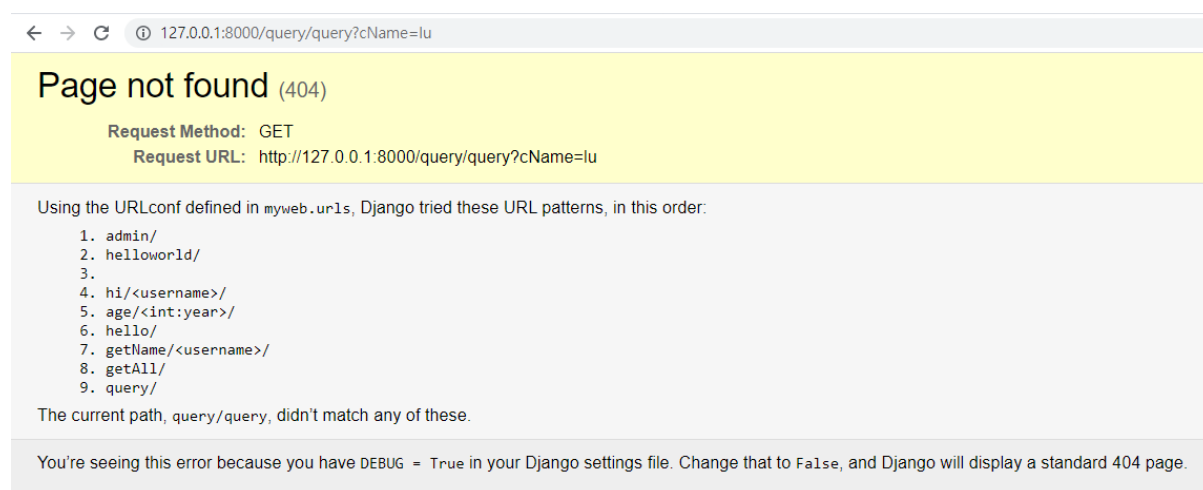 127.0.0.1:8000/query/query?cName=lu
Page not found (404)
Request Method: GET
Request URL: http://127.0.0.1:8000/query/query?cName=lu
Using the URLconf defined in myweb.urls, Django tried these URL patterns, in this order:
1. admin/
2. helloworld/
3.
4. hi/<username>/
5. age/<int:year>/
6. hello/
7. getName/<username>/
8. getAll/
9. query/
The current path, query/query, didn’t match any of these.
You’re seeing this error because you have DEBUG = True in your Django settings file. Change that to False, and Django will display a standard 404 page.